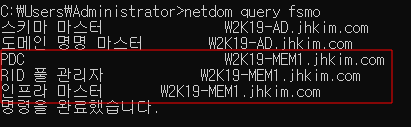 C:\Users\Administrator>netdom query fsmo
스키마 마스터 W2K19-AD.jhkim.com
도메인 명명 마스터 W2K19-AD.jhkim.com
PDC W2K19-MEM1.jhkim.com
RID 풀 관리자 W2K19-MEM1.jhkim.com
인프라 마스터 W2K19-MEM1.jhkim.com
명령을 완료했습니다.